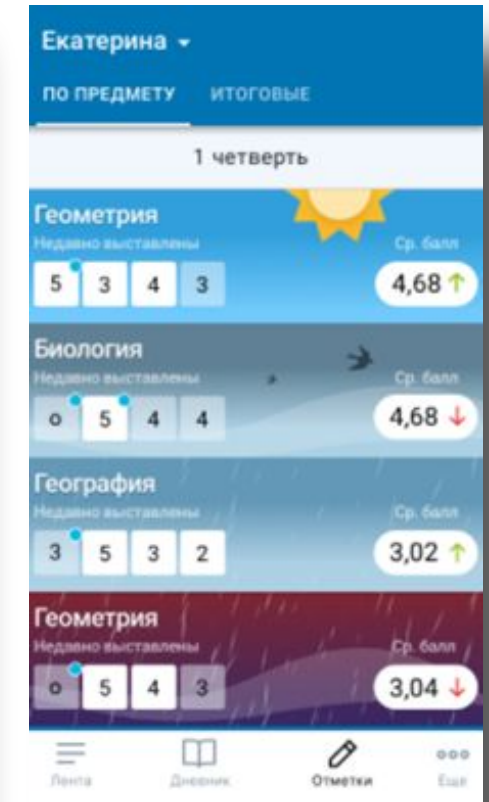 Екатерина
ПО ПРЕДМЕТУ ИТОГОВЫЕ
1 четверть
Геометрия
Недавно выставлены Ср. балл
5 3 4 3 4,68
Биология
Недавно выставлены Ср. балл
о 5 4 4 4,68
География
Недавно выставлены Ср. балл
3 5 3 2 3,02
Геометрия
Недавно выставлены Ср. балл
о 5 4 3 3,04
Лента Дневник Отметки Еще